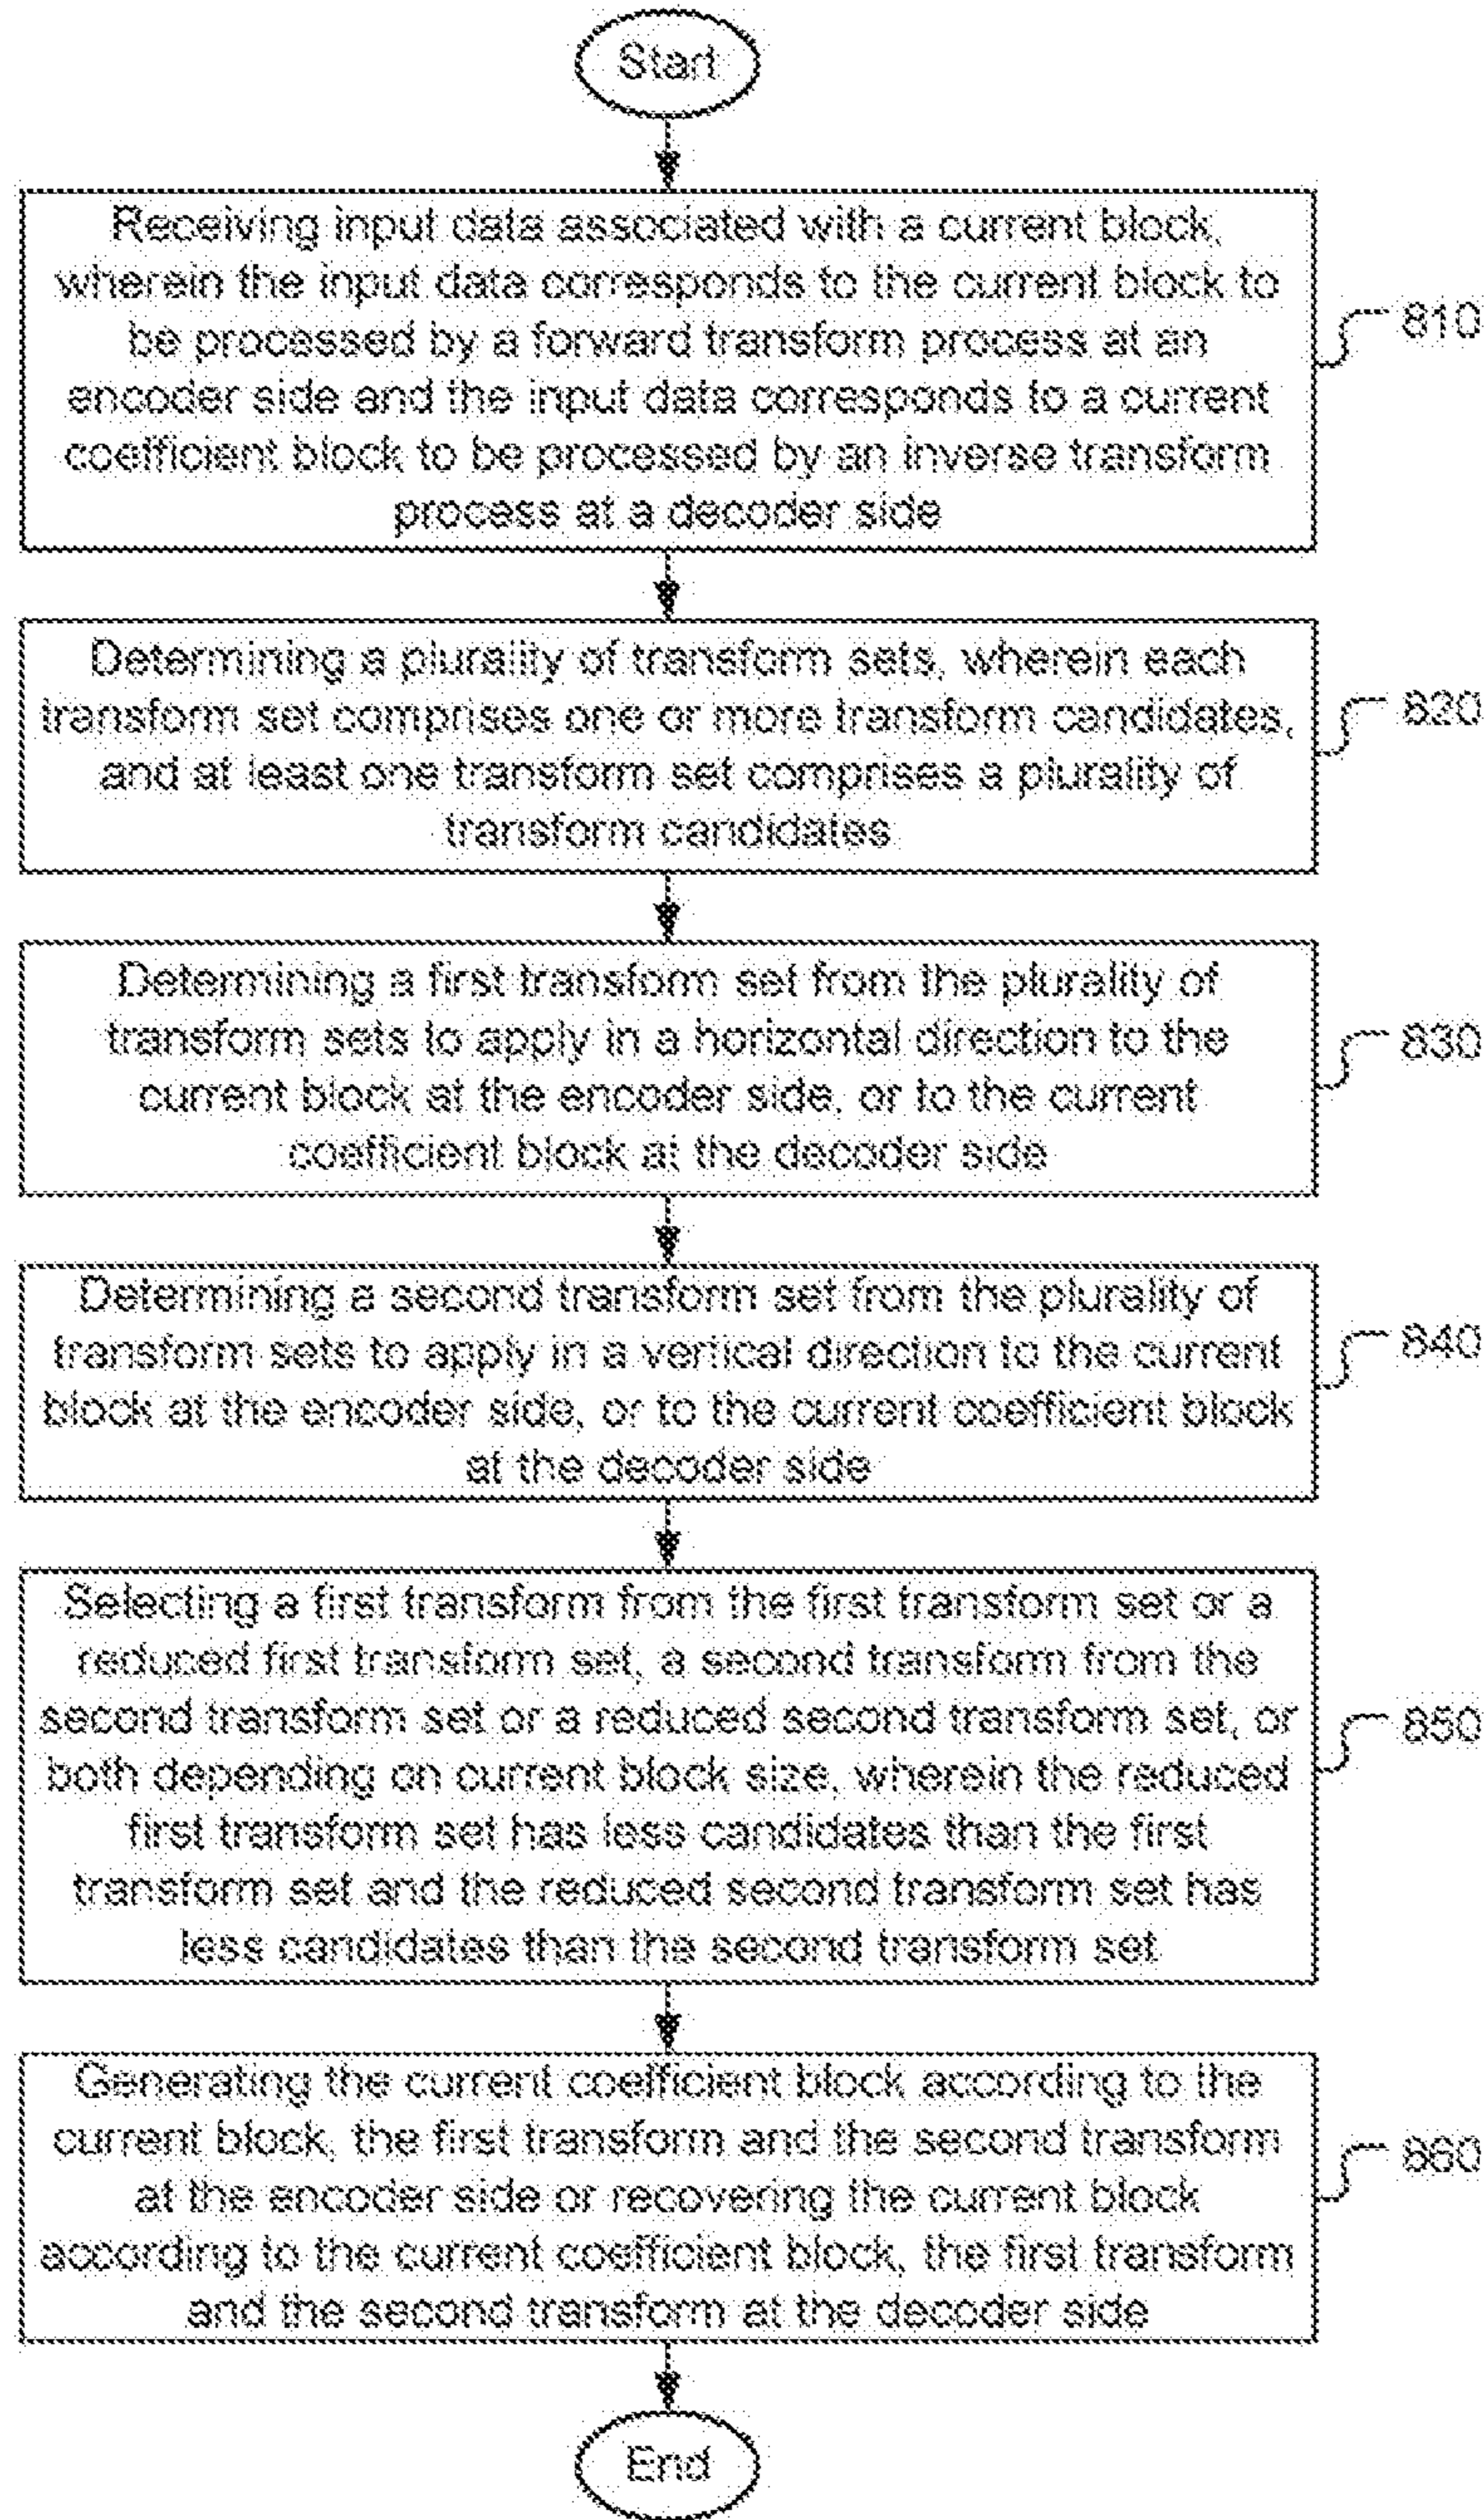 Start
Receiving input data associated with a current block,
wherein the input data corresponds to the current block to
be processed by a forward transform process at an
encoder side and the input data corresponds to a current
coefficient block to be processed by an inverse transform
process at a decoder side
810
Determining a plurality of transform sets, wherein each
transform set comprises one or more transform candidates,
and at least one transform set comprises a plurality of
transform candidates
820
Determining a first transform set from the plurality of
transform sets to apply in a horizontal direction to the
current block at the encoder side, or to the current
coefficient block at the decoder side
830
Determining a second transform set from the plurality of
transform sets to apply in a vertical direction to the current
block at the encoder side, or to the current coefficient block
at the decoder side
840
Selecting a first transform from the first transform set or a
reduced first transform set, a second transform from the
second transform set or a reduced second transform set, or
both depending on current block size, wherein the reduced
first transform set has less candidates than the first
transform set and the reduced second transform set has
less candidates than the second transform set
850
Generating the current coefficient block according to the
current block, the first transform and the second transform
at the encoder side or recovering the current block
according to the current coefficient block, the first transform
and the second transform at the decoder side
860
End